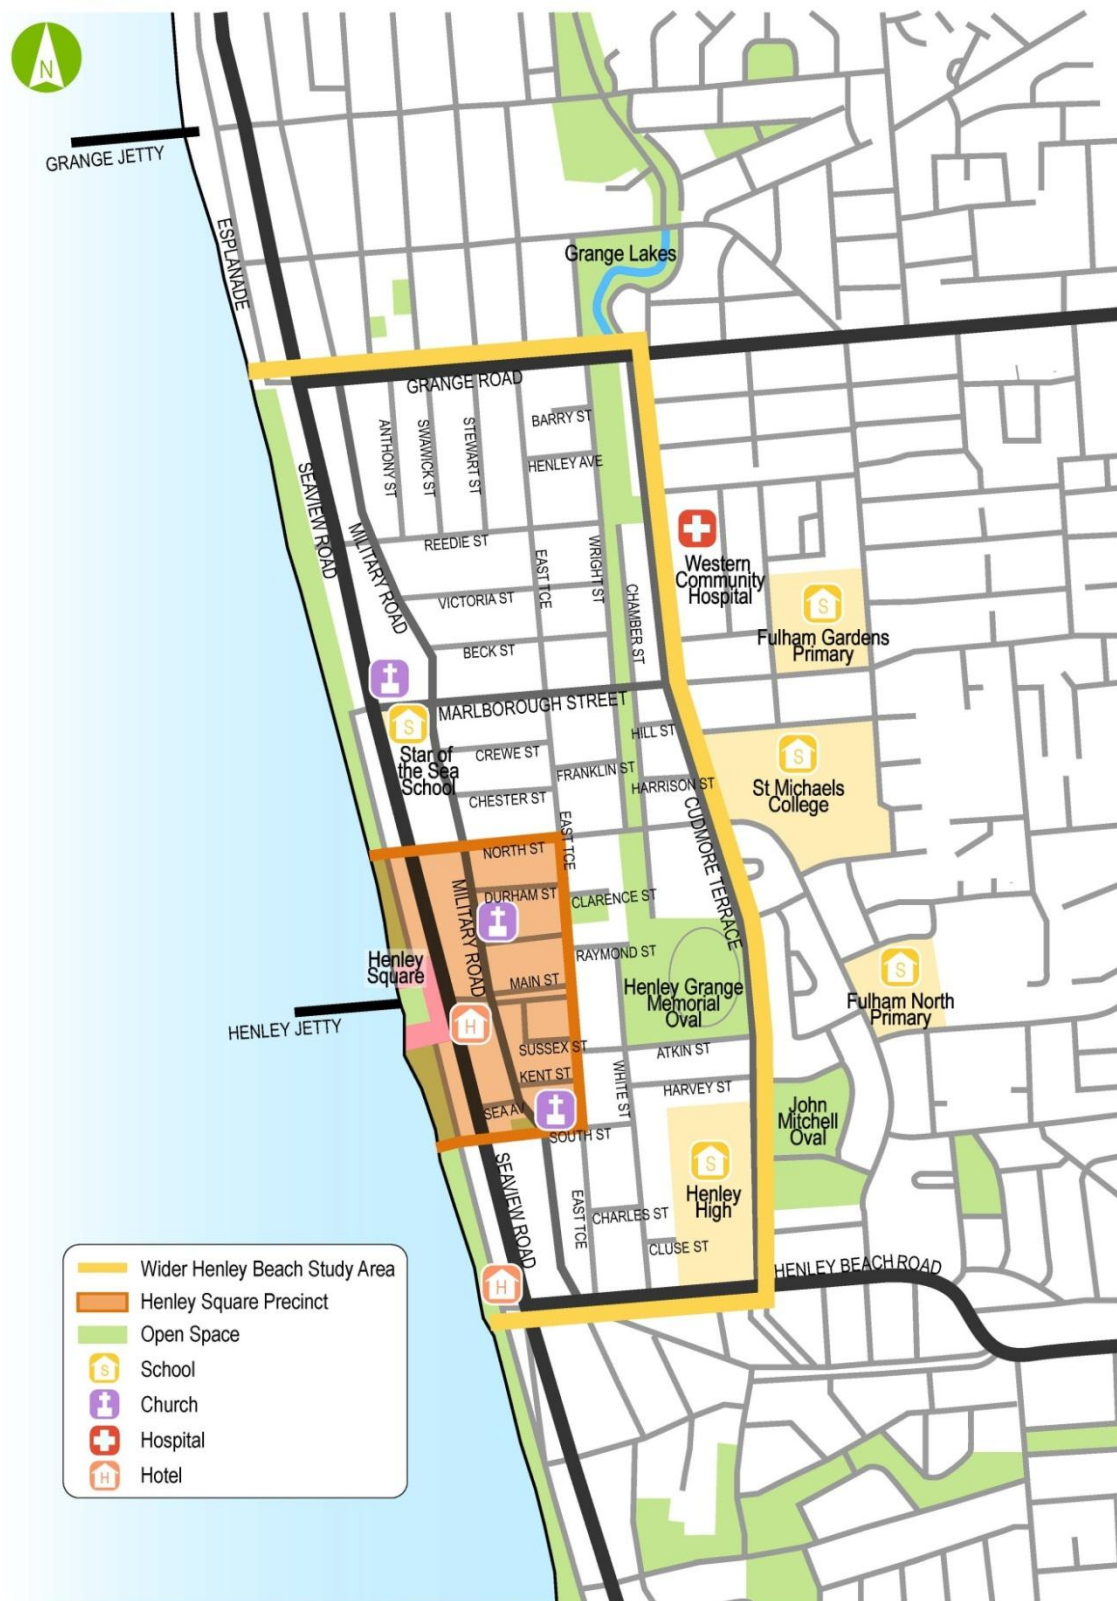 N
GRANGE JETTY
ESPLANADE
Grange Lakes
GRANGE ROAD
BARRY ST
ANTHONY ST
SWAWICK ST
STEWART ST
HENLEY AVE
SEAVIEW ROAD
MILITARY ROAD
REEDIE ST
EAST TCE
WRIGHT ST
Western
Community
Hospital
VICTORIA ST
CHAMBER ST
S
Fulham Gardens
Primary
BECK ST
MARLBOROUGH STREET
S
Star of
the Sea
School
HILL ST
CREWE ST
FRANKLIN ST
HARRISON ST
S
St Michaels
College
CHESTER ST
EAST TCE
CUDMORE TERRACE
NORTH ST
MILITARY ROAD
DURHAM ST
CLARENCE ST
RAYMOND ST
Henley
Square
MAIN ST
Henley Grange
Memorial
Oval
S
Fulham North
Primary
HENLEY JETTY
H
SUSSEX ST
ATKIN ST
KENT ST
WHITE ST
HARVEY ST
SEA AV
SOUTH ST
John
Mitchell
Oval
SEAVIEW ROAD
S
Henley
High
EAST TCE
CHARLES ST
CLUSE ST
HENLEY BEACH ROAD
H
Wider Henley Beach Study Area
Henley Square Precinct
Open Space
S
School
Church
Hospital
H
Hotel